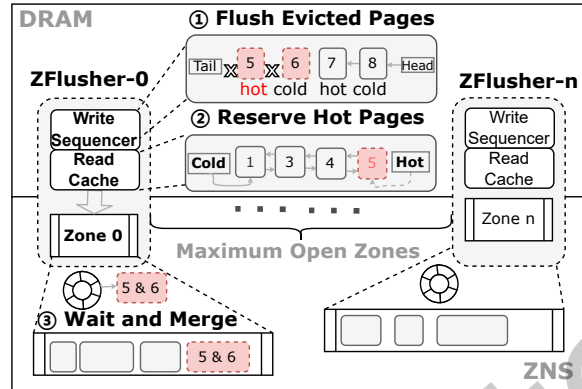 DRAM
① Flush Evicted Pages
Tail 5 6 7 8 Head
hot cold hot cold
ZFlusher-0
ZFlusher-n
Write
Sequencer
Read
Cache
② Reserve Hot Pages
Cold 1 3 4 5 Hot
Write
Sequencer
Read
Cache
Zone 0
Zone n
Maximum Open Zones
5 & 6
③ Wait and Merge
5 & 6
ZNS